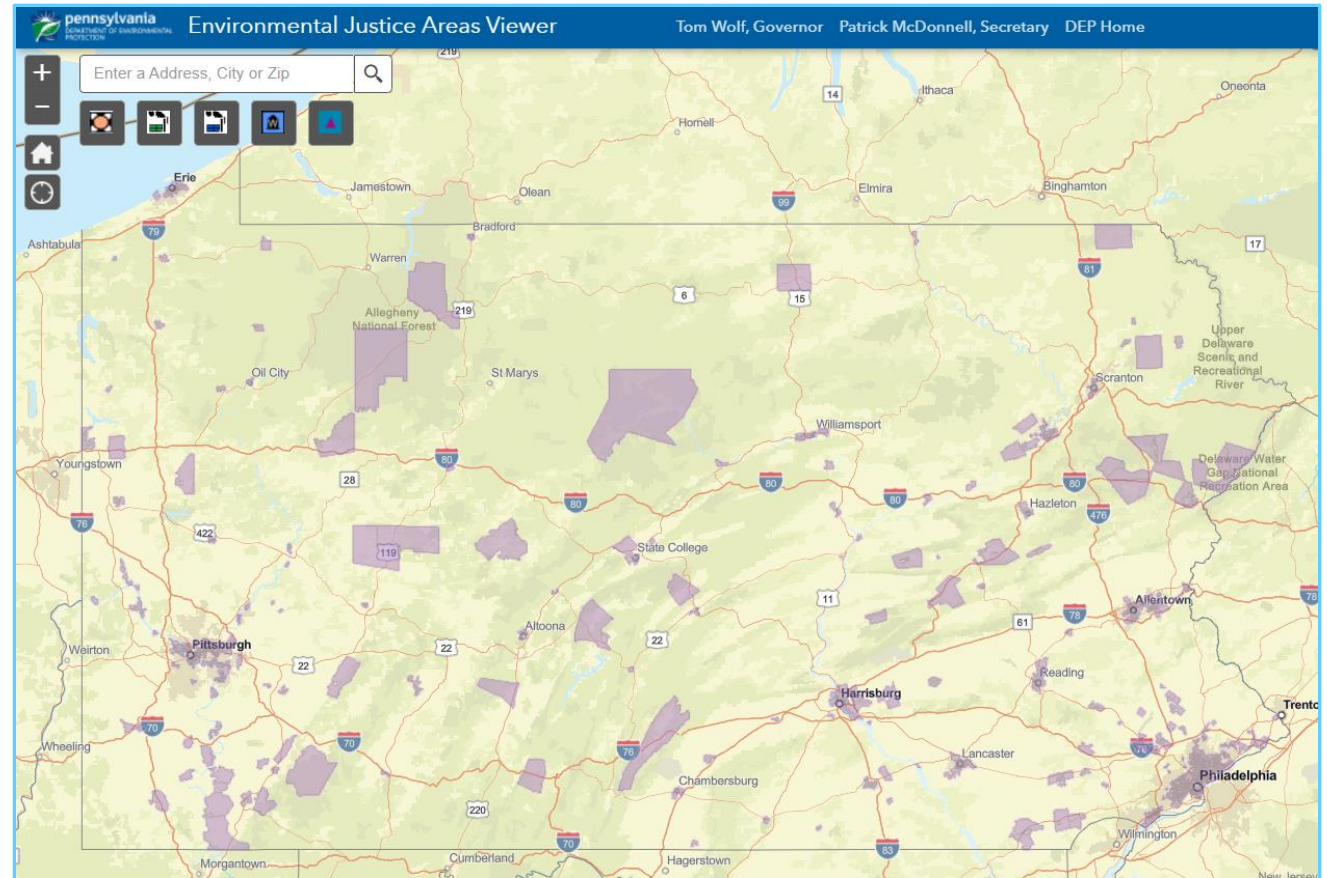 pennsylvania
DEPARTMENT OF ENVIRONMENTAL
PROTECTION
Environmental Justice Areas Viewer
Tom Wolf, Governor Patrick McDonnell, Secretary DEP Home
+
Enter a Address, City or Zip
−
219
14
Ithaca
Oneonta
Hornell
W
Erie
Jamestown
Olean
99
Elmira
Binghamton
79
Bradford
Ashtabula
17
Warren
81
6
15
Allegheny
National Forest
219
Upper
Delaware
Scenic and
Recreational
River
Oil City
St Marys
Scranton
Williamsport
Youngstown
80
28
80
80
80
80
Delaware Water
Gap National
Recreation Area
Hazleton
476
76
422
119
State College
11
78
Allentown
78
61
Altoona
22
22
22
Weirton
Pittsburgh
Reading
Harrisburg
Trento
70
70
76
76
Wheeling
Lancaster
Philadelphia
Chambersburg
220
Wilmington
70
83
Morgantown
Cumberland
Hagerstown
New Jersey